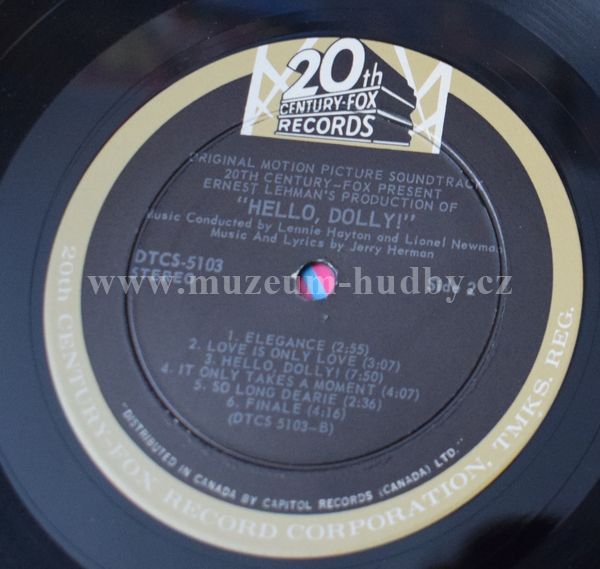 20th
CENTURY-FOX
RECORDS
ORIGINAL MOTION PICTURE SOUNDTRACK
20TH CENTURY-FOX PRESENT
ERNEST LEHMAN'S PRODUCTION OF
"HELLO, DOLLY!"
Music Conducted by Lennie Hayton and Lionel Newman
Music And Lyrics by Jerry Herman
DTCS-5103
STEREO
Side 2
www.muzeum-hudby.cz
1. ELEGANCE (2:55)
2. LOVE IS ONLY LOVE (3:07)
3. HELLO, DOLLY! (7:50)
4. IT ONLY TAKES A MOMENT (4:07)
5. SO LONG DEARIE (2:36)
6. FINALE (4:16)
(DTCS 5103-B)
"DISTRIBUTED IN CANADA BY CAPITOL RECORDS (CANADA) LTD."
20th CENTURY-FOX RECORD CORPORATION, TMKS. REG.